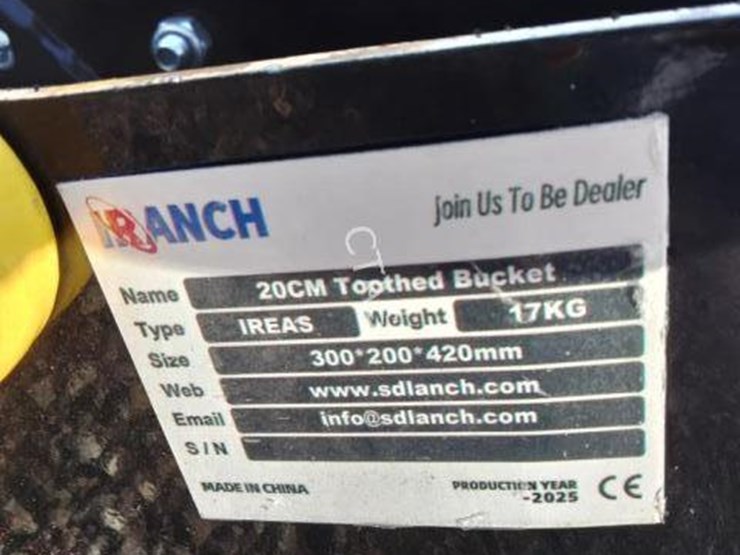 IRANCH
Join Us To Be Dealer
Name 20CM Toothed Bucket
Type IREAS Weight 17KG
Size 300*200*420mm
Web www.sdlanch.com
Email info@sdlanch.com
S/N
MADE IN CHINA
PRODUCTION YEAR
-2025
CE